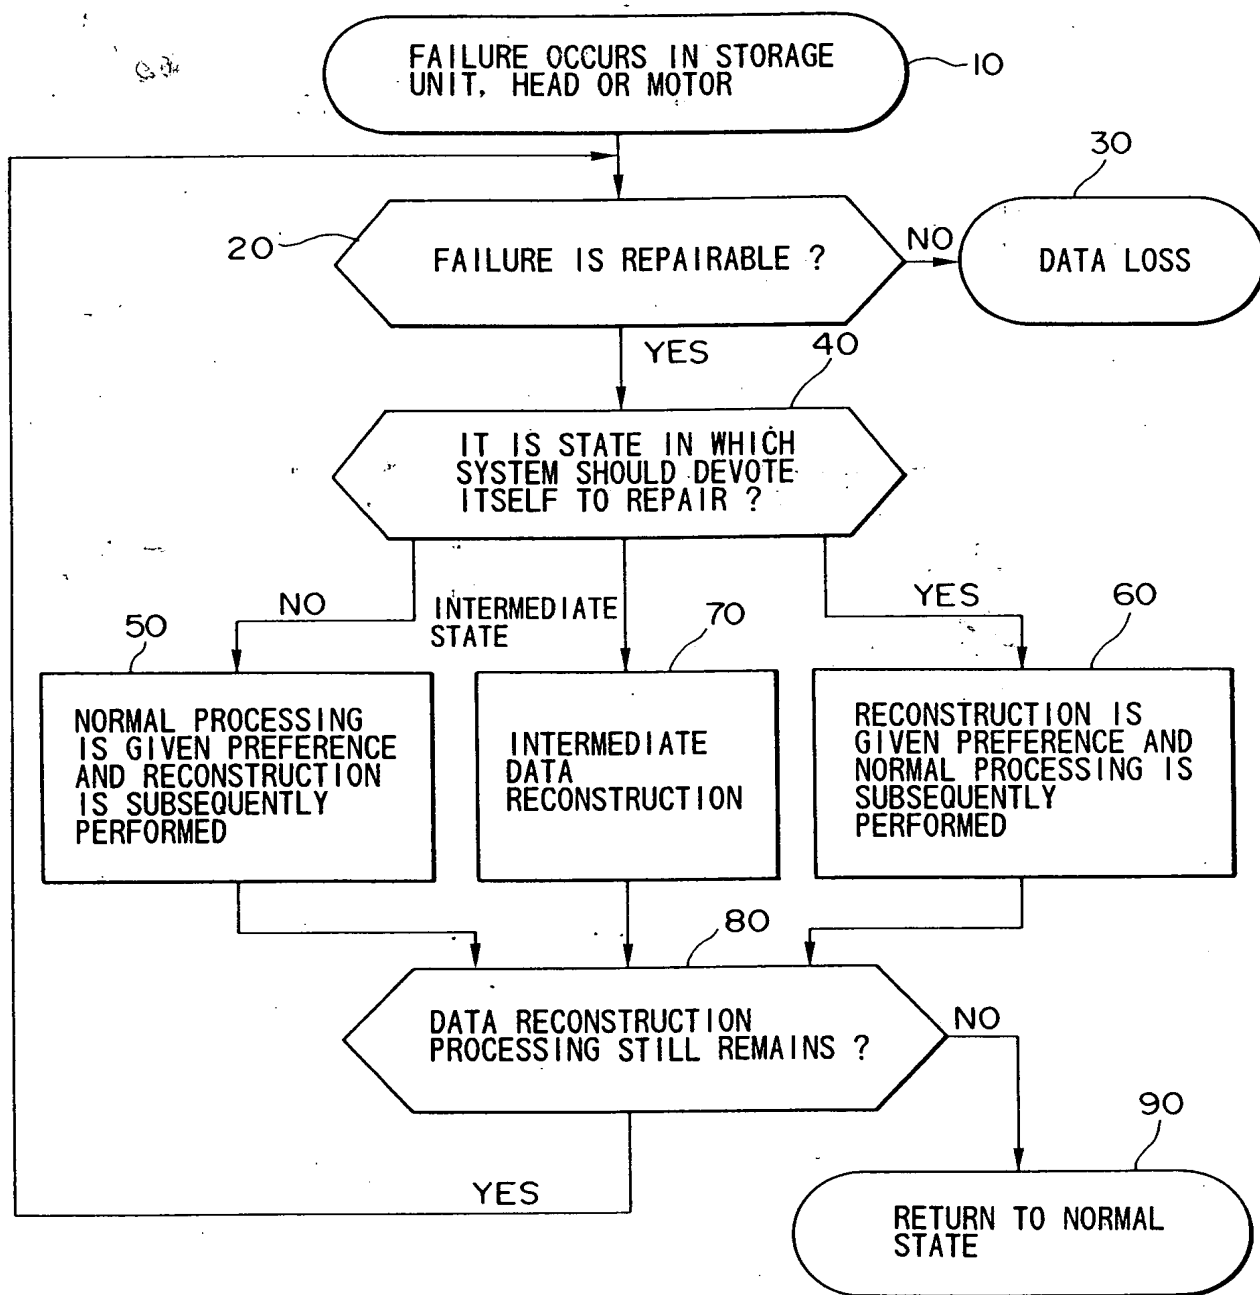 FAILURE OCCURS IN STORAGE
UNIT, HEAD OR MOTOR
10
30
20
FAILURE IS REPAIRABLE ?
NO
DATA LOSS
YES
40
IT IS STATE IN WHICH
SYSTEM SHOULD DEVOTE
ITSELF TO REPAIR ?
NO
INTERMEDIATE
STATE
YES
50
70
60
NORMAL PROCESSING
IS GIVEN PREFERENCE
AND RECONSTRUCTION
IS SUBSEQUENTLY
PERFORMED
INTERMEDIATE
DATA
RECONSTRUCTION
RECONSTRUCTION IS
GIVEN PREFERENCE AND
NORMAL PROCESSING IS
SUBSEQUENTLY
PERFORMED
80
DATA RECONSTRUCTION
PROCESSING STILL REMAINS ?
NO
YES
90
RETURN TO NORMAL
STATE